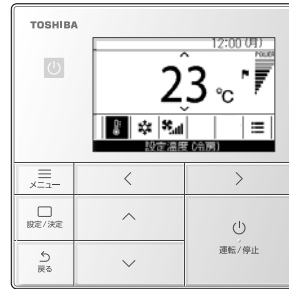 TOSHIBA
12:00 (月)
POWER
23 °C
設定温度 (冷房)
メニュー
設定/決定
運転/停止
戻る